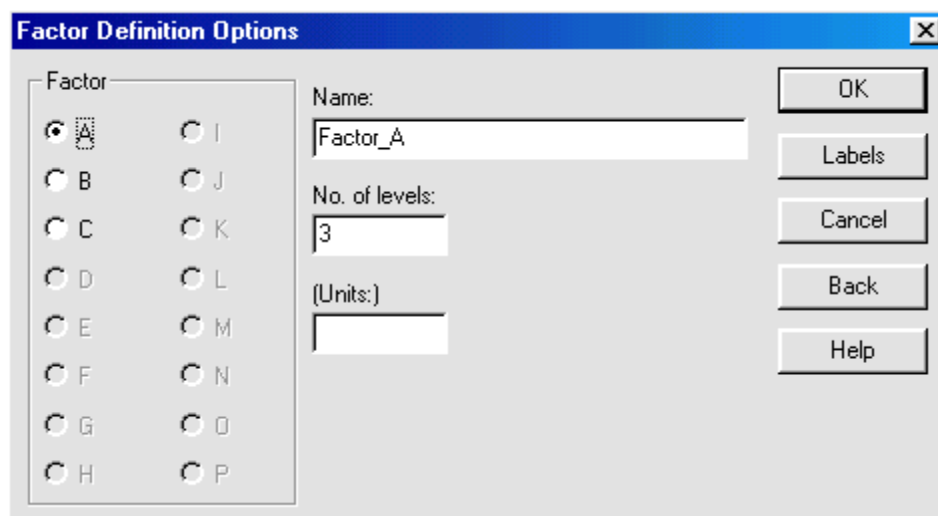 Factor Definition Options
Factor
A
I
B
J
C
K
D
L
E
M
F
N
G
O
H
P
Name:
Factor_A
No. of levels:
3
(Units:)
OK
Labels
Cancel
Back
Help